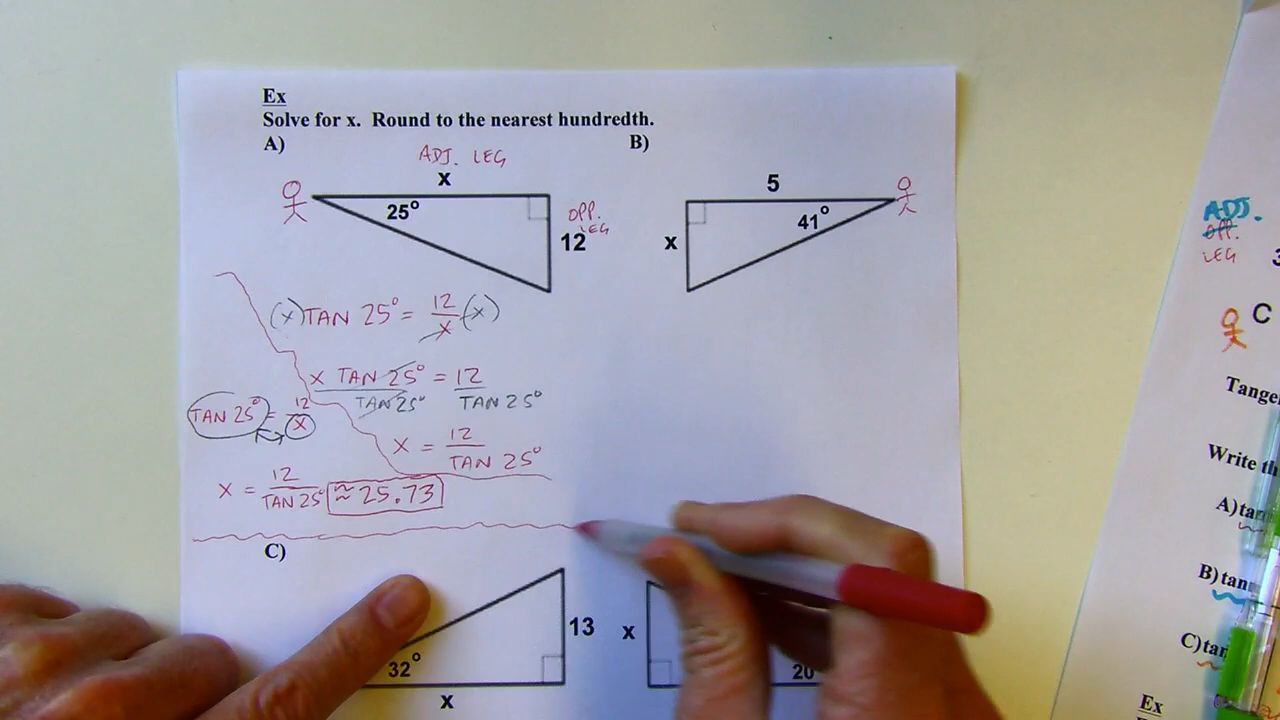 Ex
Solve for x. Round to the nearest hundredth.
A)
ADJ. LEG
x
25°
OPP.
LEG
12
(x) TAN 25° = 12/x (x)
x TAN 25°/TAN 25° = 12/TAN 25°
TAN 25° = 12/x
x = 12/TAN 25°
x = 12/TAN 25° ≈ 25.73
B)
5
41°
x
C)
32°
13
x
x
20
ADJ.
OPP.
LEG
C
Write th
A) tan
B) tan
C) tan
Ex